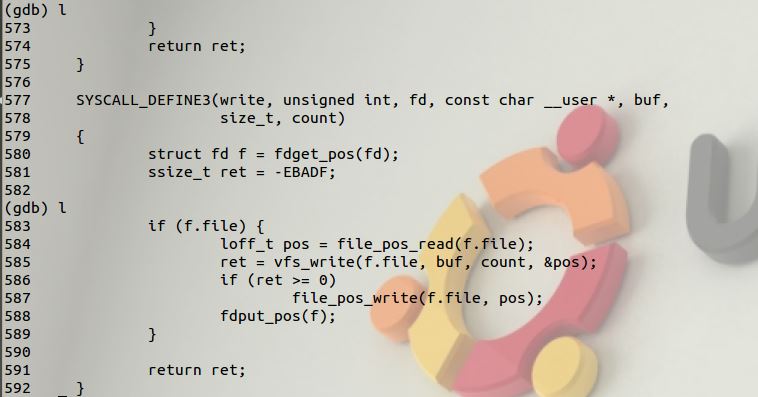 (gdb) l
573 }
574 return ret;
575 }
576
577 SYSCALL_DEFINE3(write, unsigned int, fd, const char __user *, buf,
578 size_t, count)
579 {
580 struct fd f = fdget_pos(fd);
581 ssize_t ret = -EBADF;
582
(gdb) l
583 if (f.file) {
584 loff_t pos = file_pos_read(f.file);
585 ret = vfs_write(f.file, buf, count, &pos);
586 if (ret >= 0)
587 file_pos_write(f.file, pos);
588 fdput_pos(f);
589 }
590
591 return ret;
592 }